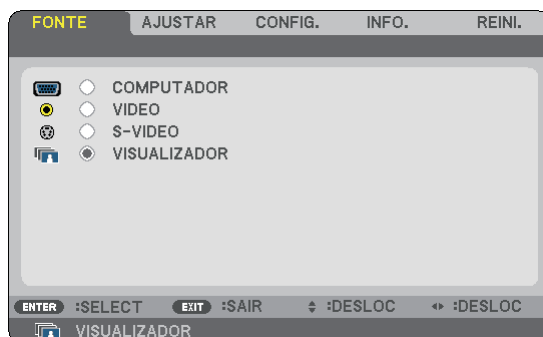 FONTE AJUSTAR CONFIG. INFO. REINI.
COMPUTADOR
VIDEO
S-VIDEO
VISUALIZADOR
ENTER :SELECT EXIT :SAIR :DESLOC :DESLOC
VISUALIZADOR